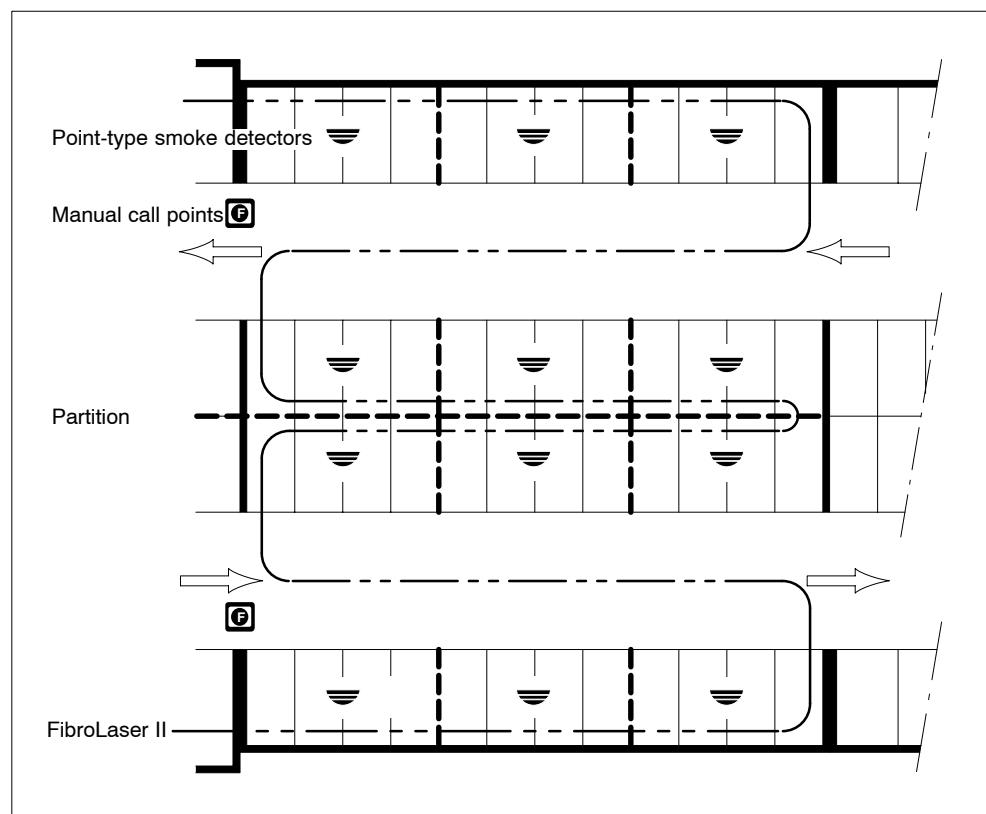 Point-type smoke detectors
Manual call points F
Partition
F
FibroLaser II